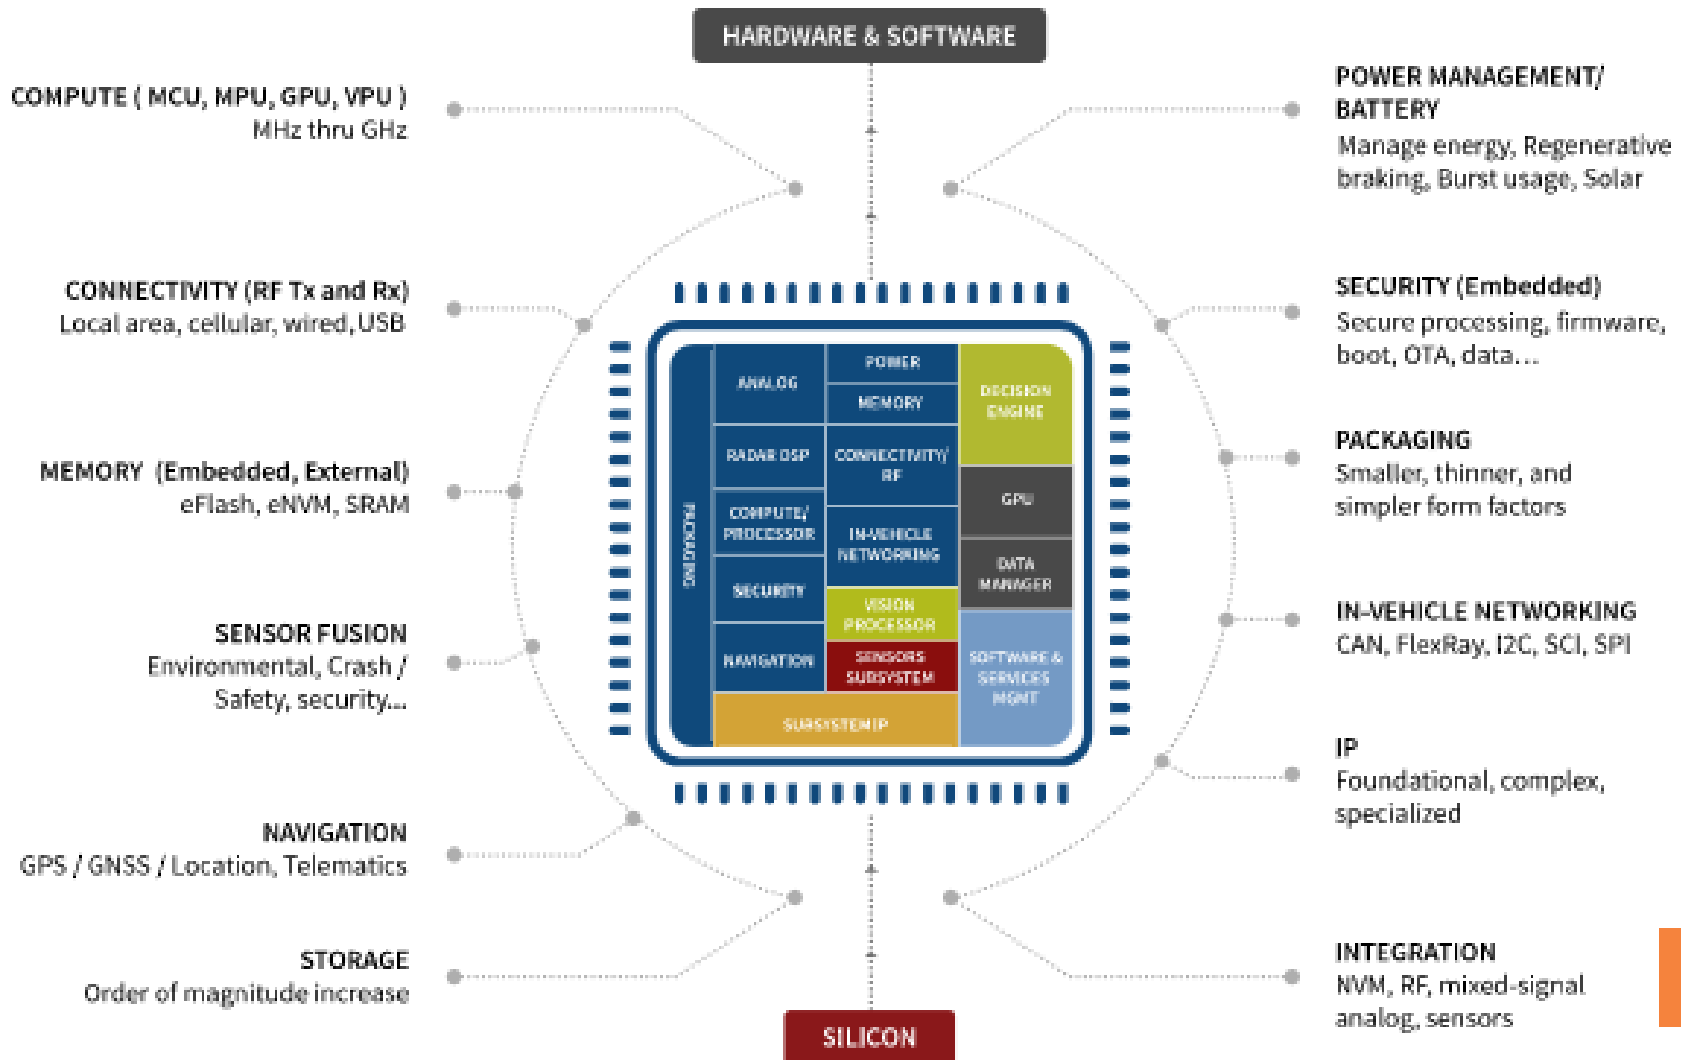 HARDWARE & SOFTWARE
COMPUTE ( MCU, MPU, GPU, VPU )
MHz thru GHz
CONNECTIVITY (RF Tx and Rx)
Local area, cellular, wired, USB
MEMORY (Embedded, External)
eFlash, eNVM, SRAM
SENSOR FUSION
Environmental, Crash /
Safety, security...
NAVIGATION
GPS / GNSS / Location, Telematics
STORAGE
Order of magnitude increase
PACKAGING
ANALOG
RADAR DSP
COMPUTE/
PROCESSOR
SECURITY
NAVIGATION
POWER
MEMORY
CONNECTIVITY/
RF
IN-VEHICLE
NETWORKING
VISION
PROCESSOR
SENSORS
SUBSYSTEM
SUBSYSTEM IP
DECISION
ENGINE
GPU
DATA
MANAGER
SOFTWARE &
SERVICES
MGMT
POWER MANAGEMENT/
BATTERY
Manage energy, Regenerative
braking, Burst usage, Solar
SECURITY (Embedded)
Secure processing, firmware,
boot, OTA, data...
PACKAGING
Smaller, thinner, and
simpler form factors
IN-VEHICLE NETWORKING
CAN, FlexRay, I2C, SCI, SPI
IP
Foundational, complex,
specialized
INTEGRATION
NVM, RF, mixed-signal
analog, sensors
SILICON